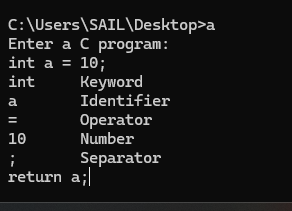 C:\Users\SAIL\Desktop>a
Enter a C program:
int a = 10;
int     Keyword
a       Identifier
=       Operator
10      Number
;       Separator
return a;